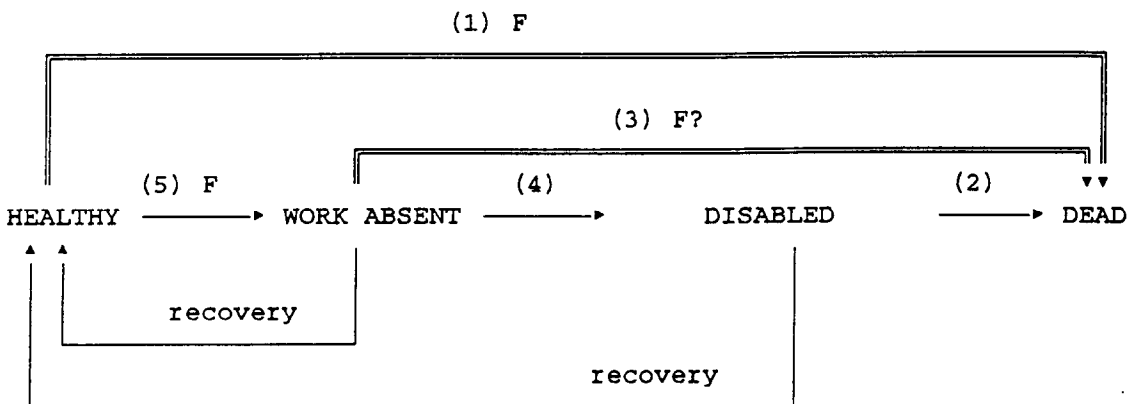 (1) F
(3) F?
(5) F (4) (2)
HEALTHY WORK ABSENT DISABLED DEAD
recovery
recovery